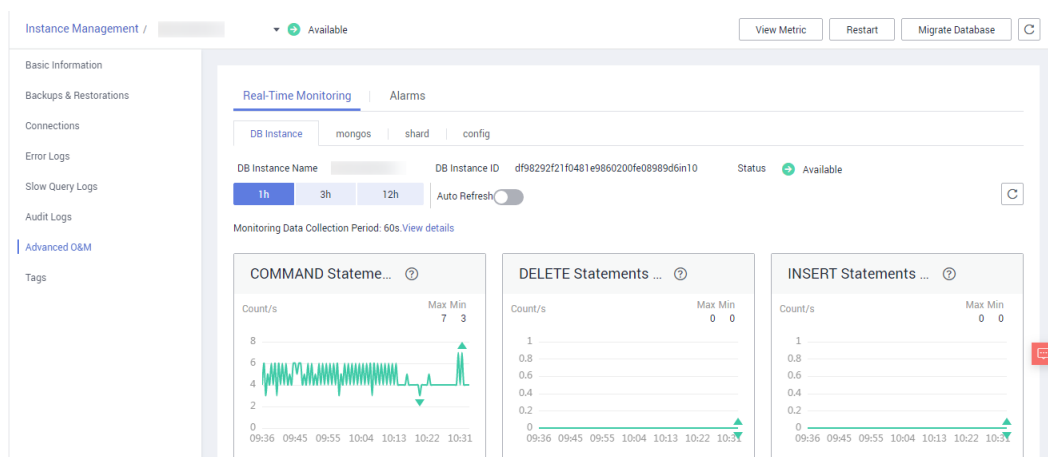 Instance Management / Available View Metric Restart Migrate Database
Basic Information
Backups & Restorations
Connections
Error Logs
Slow Query Logs
Audit Logs
Advanced O&M
Tags
Real-Time Monitoring Alarms
DB Instance mongos shard config
DB Instance Name DB Instance ID df98292f21f0481e9860200fe08989d6in10 Status Available
1h 3h 12h Auto Refresh
Monitoring Data Collection Period: 60s.View details
COMMAND Stateme... ?
Count/s Max Min
7 3
8
6
4
2
0
09:36 09:45 09:55 10:04 10:13 10:22 10:31
DELETE Statements ... ?
Count/s Max Min
0 0
1
0.8
0.6
0.4
0.2
0
09:36 09:45 09:55 10:04 10:13 10:22 10:31
INSERT Statements ... ?
Count/s Max Min
0 0
1
0.8
0.6
0.4
0.2
0
09:36 09:45 09:55 10:04 10:13 10:22 10:31